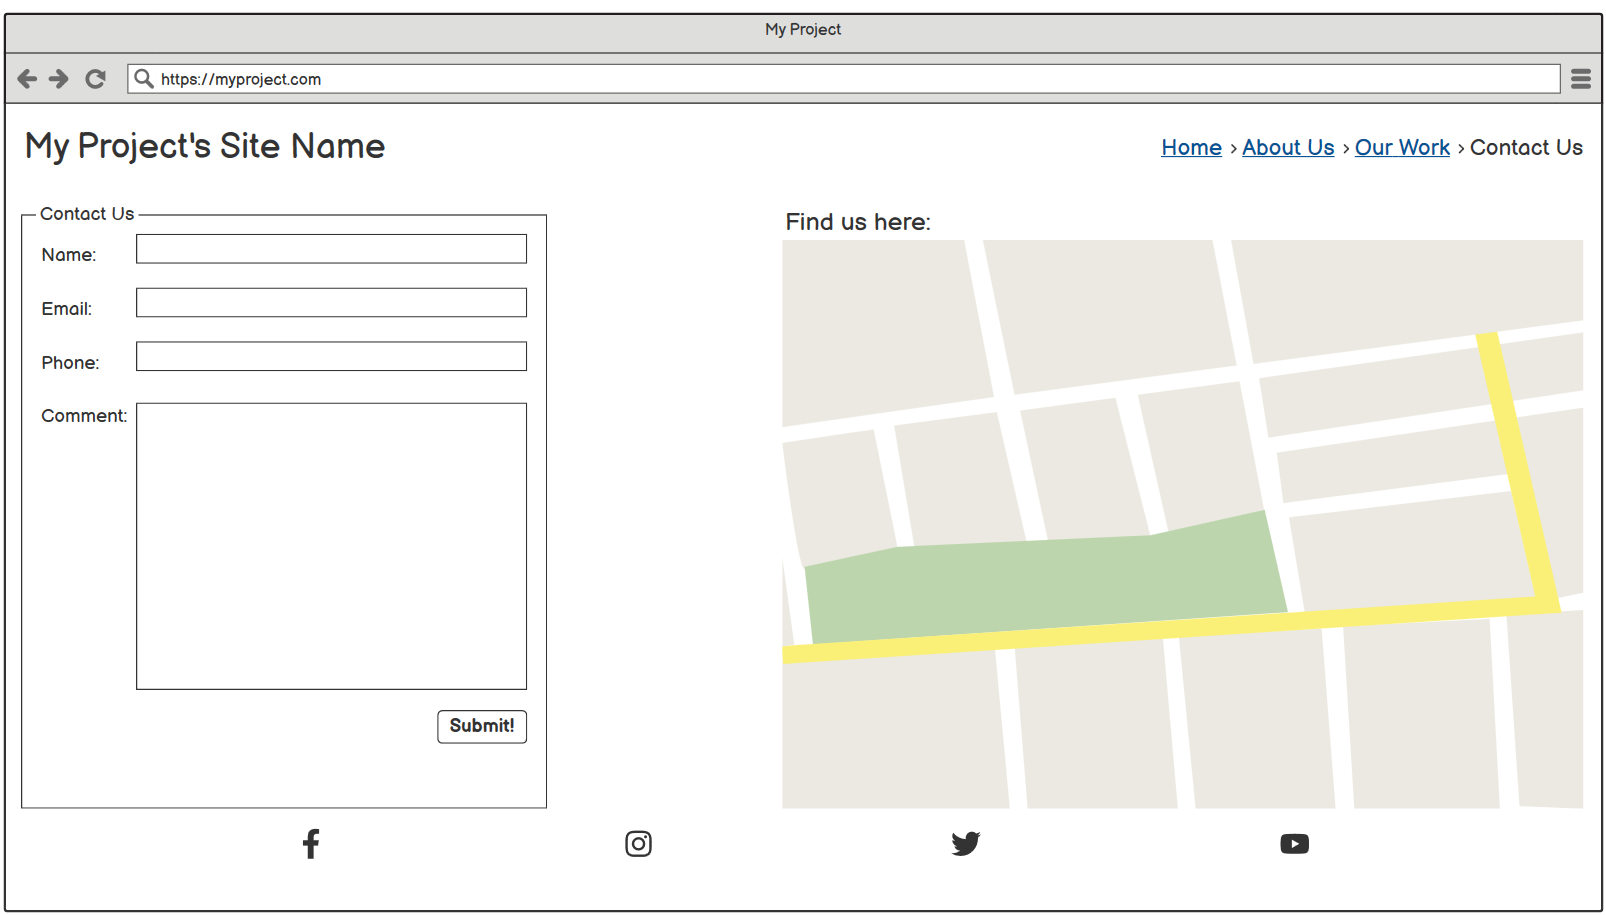 My Project
https://myproject.com
My Project's Site Name
Home › About Us › Our Work › Contact Us
Contact Us
Name:
Email:
Phone:
Comment:
Submit!
Find us here: